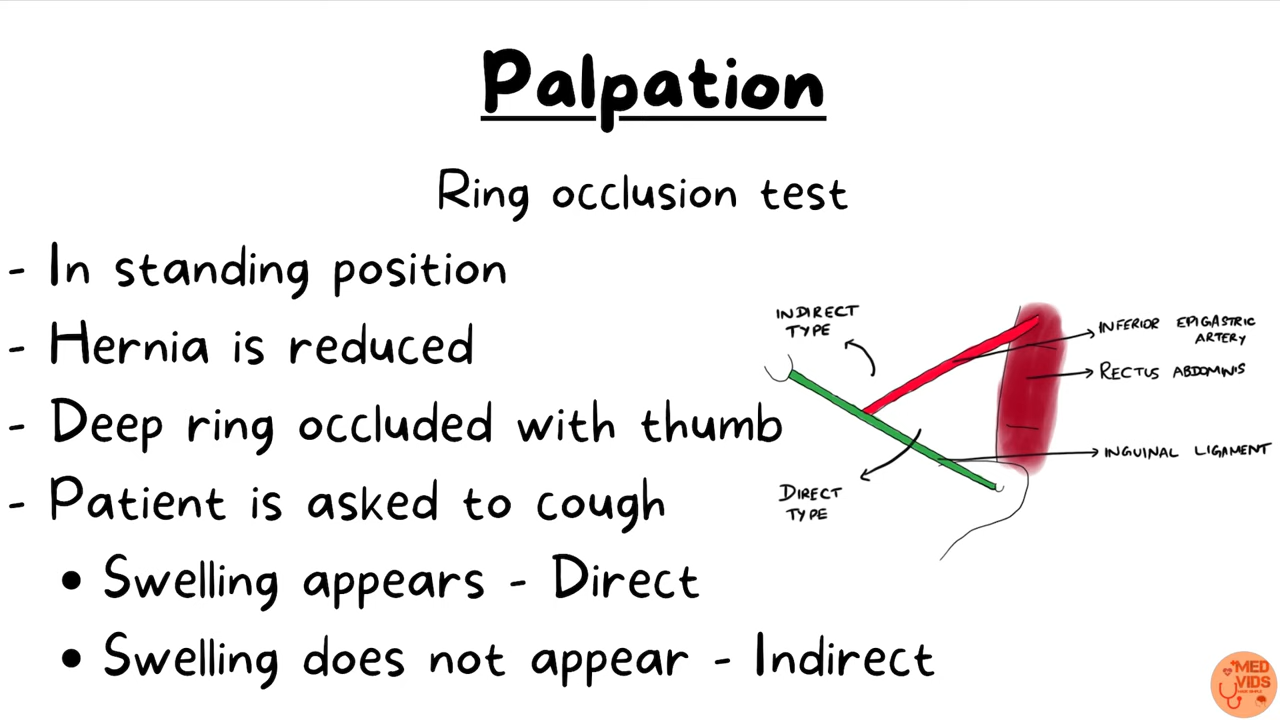 Palpation
Ring occlusion test
- In standing position
- Hernia is reduced
- Deep ring occluded with thumb
- Patient is asked to cough
• Swelling appears - Direct
• Swelling does not appear - Indirect
INDIRECT
TYPE
INFERIOR EPIGASTRIC
ARTERY
RECTUS ABDOMINIS
INGUINAL LIGAMENT
DIRECT
TYPE
MED
VIDS